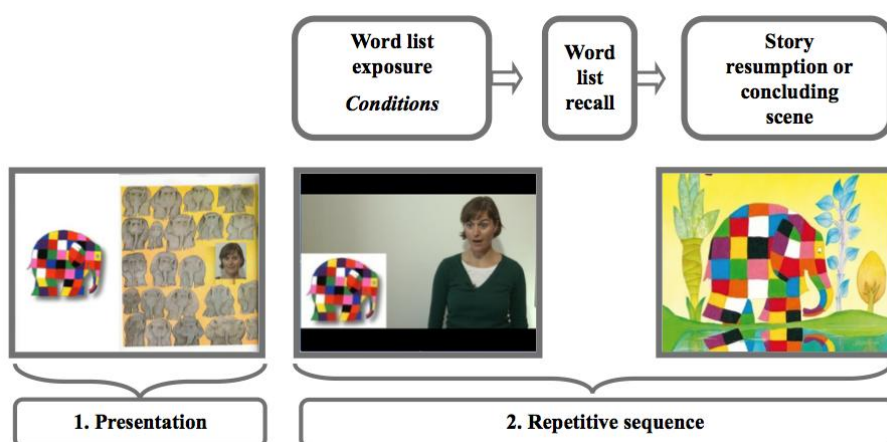 Word list
exposure
Conditions
Word
list
recall
Story
resumption or
concluding
scene
1. Presentation
2. Repetitive sequence